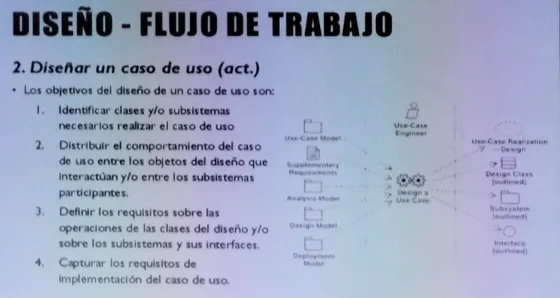 DISEÑO - FLUJO DE TRABAJO
2. Diseñar un caso de uso (act.)
• Los objetivos del diseño de un caso de uso son:
1. Identificar clases y/o subsistemas
necesarios realizar el caso de uso
2. Distribuir el comportamiento del caso
de uso entre los objetos del diseño que
interactúan y/o entre los subsistemas
participantes.
3. Definir los requisitos sobre las
operaciones de las clases del diseño y/o
sobre los subsistemas y sus interfaces.
4. Capturar los requisitos de
implementación del caso de uso.
Use-Case
Engineer
Use-Case Model
Supplementary
Requirements
Analysis Model
Design Model
Deployment
Model
Design a
Use Case
Use-Case Realization
- Design
Design Class
(outlined)
Subsystem
(outlined)
Interface
(outlined)